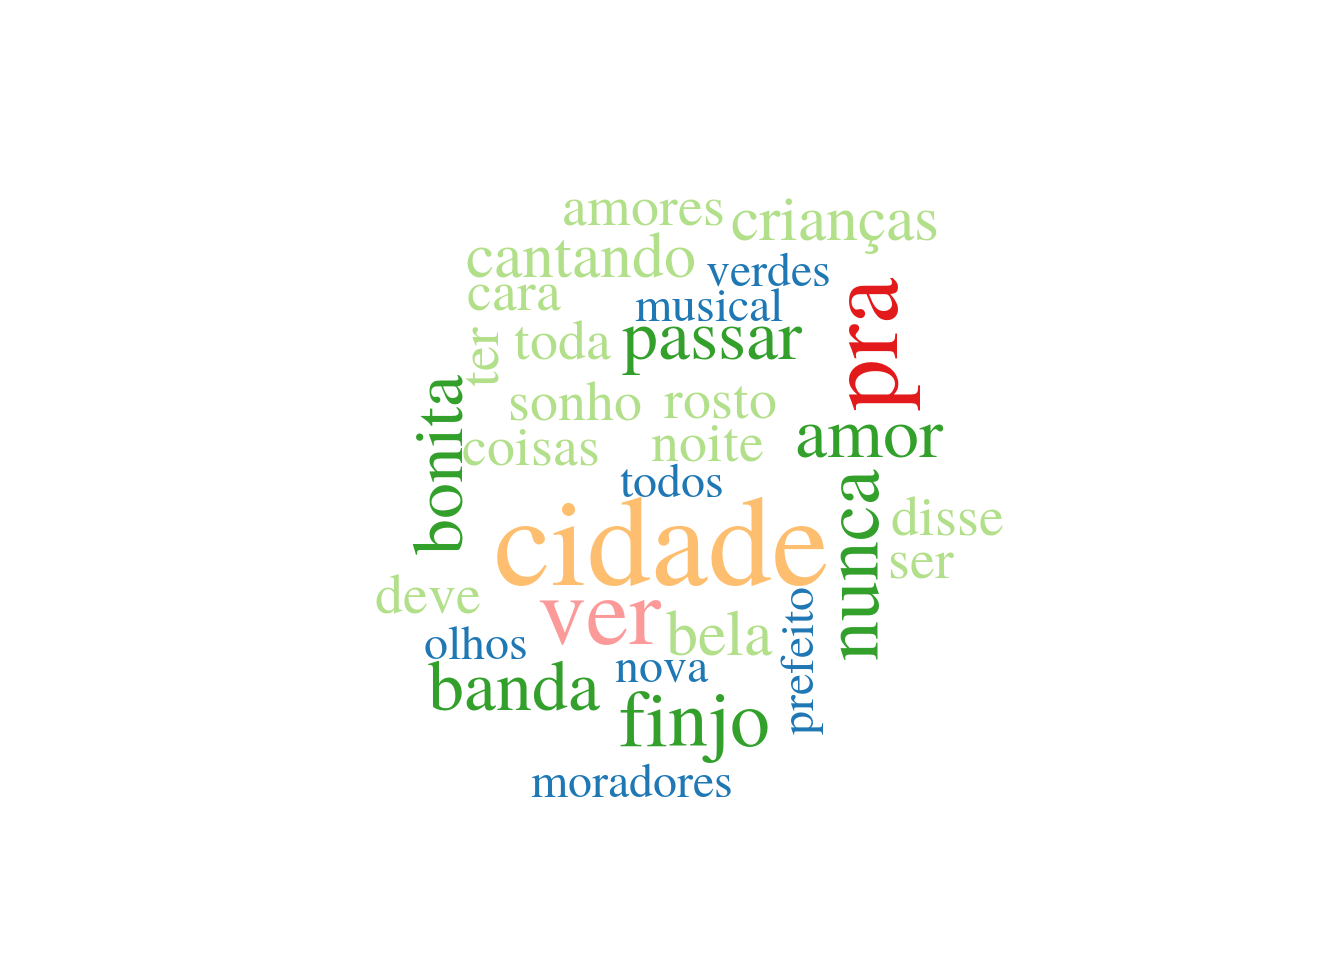 amores
crianças
cantando
verdes
cara
musical
pra
ter
toda
passar
bonita
sonho
rosto
amor
coisas
noite
todos
nunca
cidade
disse
ser
deve
ver
bela
prefeito
olhos
nova
banda
finjo
moradores